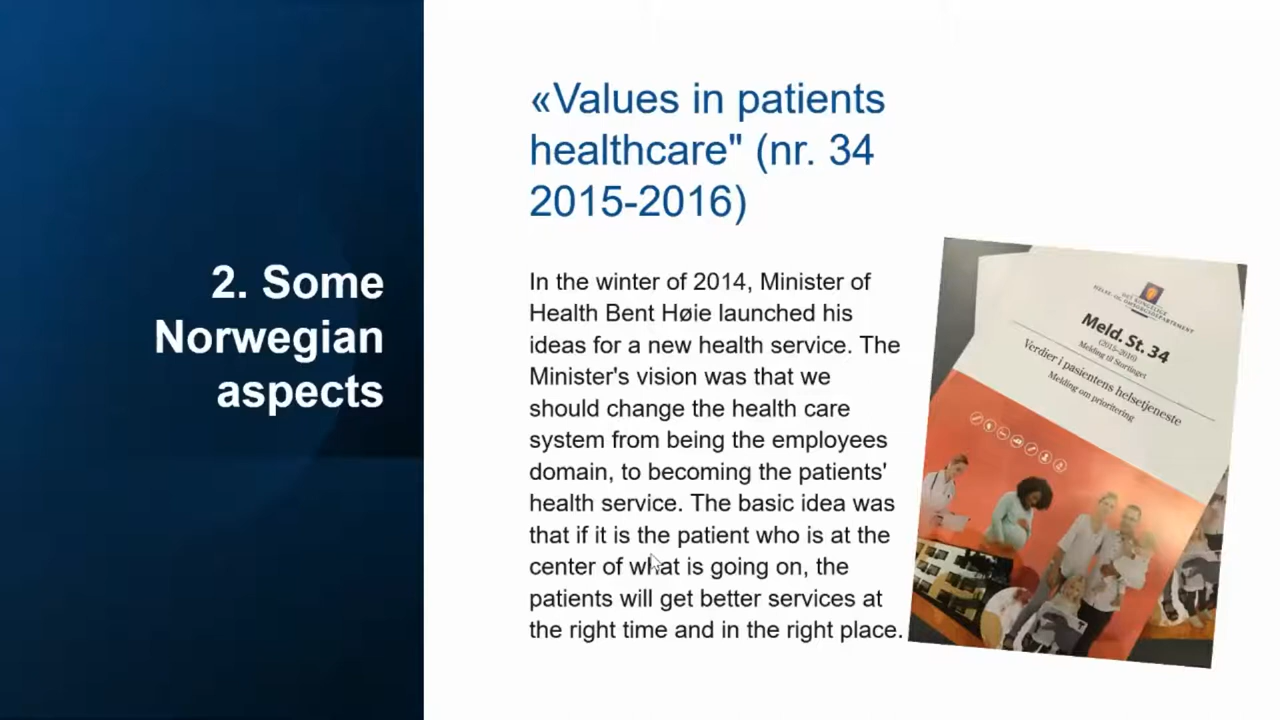 2. Some
Norwegian
aspects
«Values in patients
healthcare" (nr. 34
2015-2016)
In the winter of 2014, Minister of
Health Bent Høie launched his
ideas for a new health service. The
Minister's vision was that we
should change the health care
system from being the employees
domain, to becoming the patients'
health service. The basic idea was
that if it is the patient who is at the
center of what is going on, the
patients will get better services at
the right time and in the right place.
DET KONGELIGE
HELSE- OG OMSORGSDEPARTEMENT
Meld. St. 34
(2015–2016)
Melding til Stortinget
Verdier i pasientens helsetjeneste
Melding om prioritering